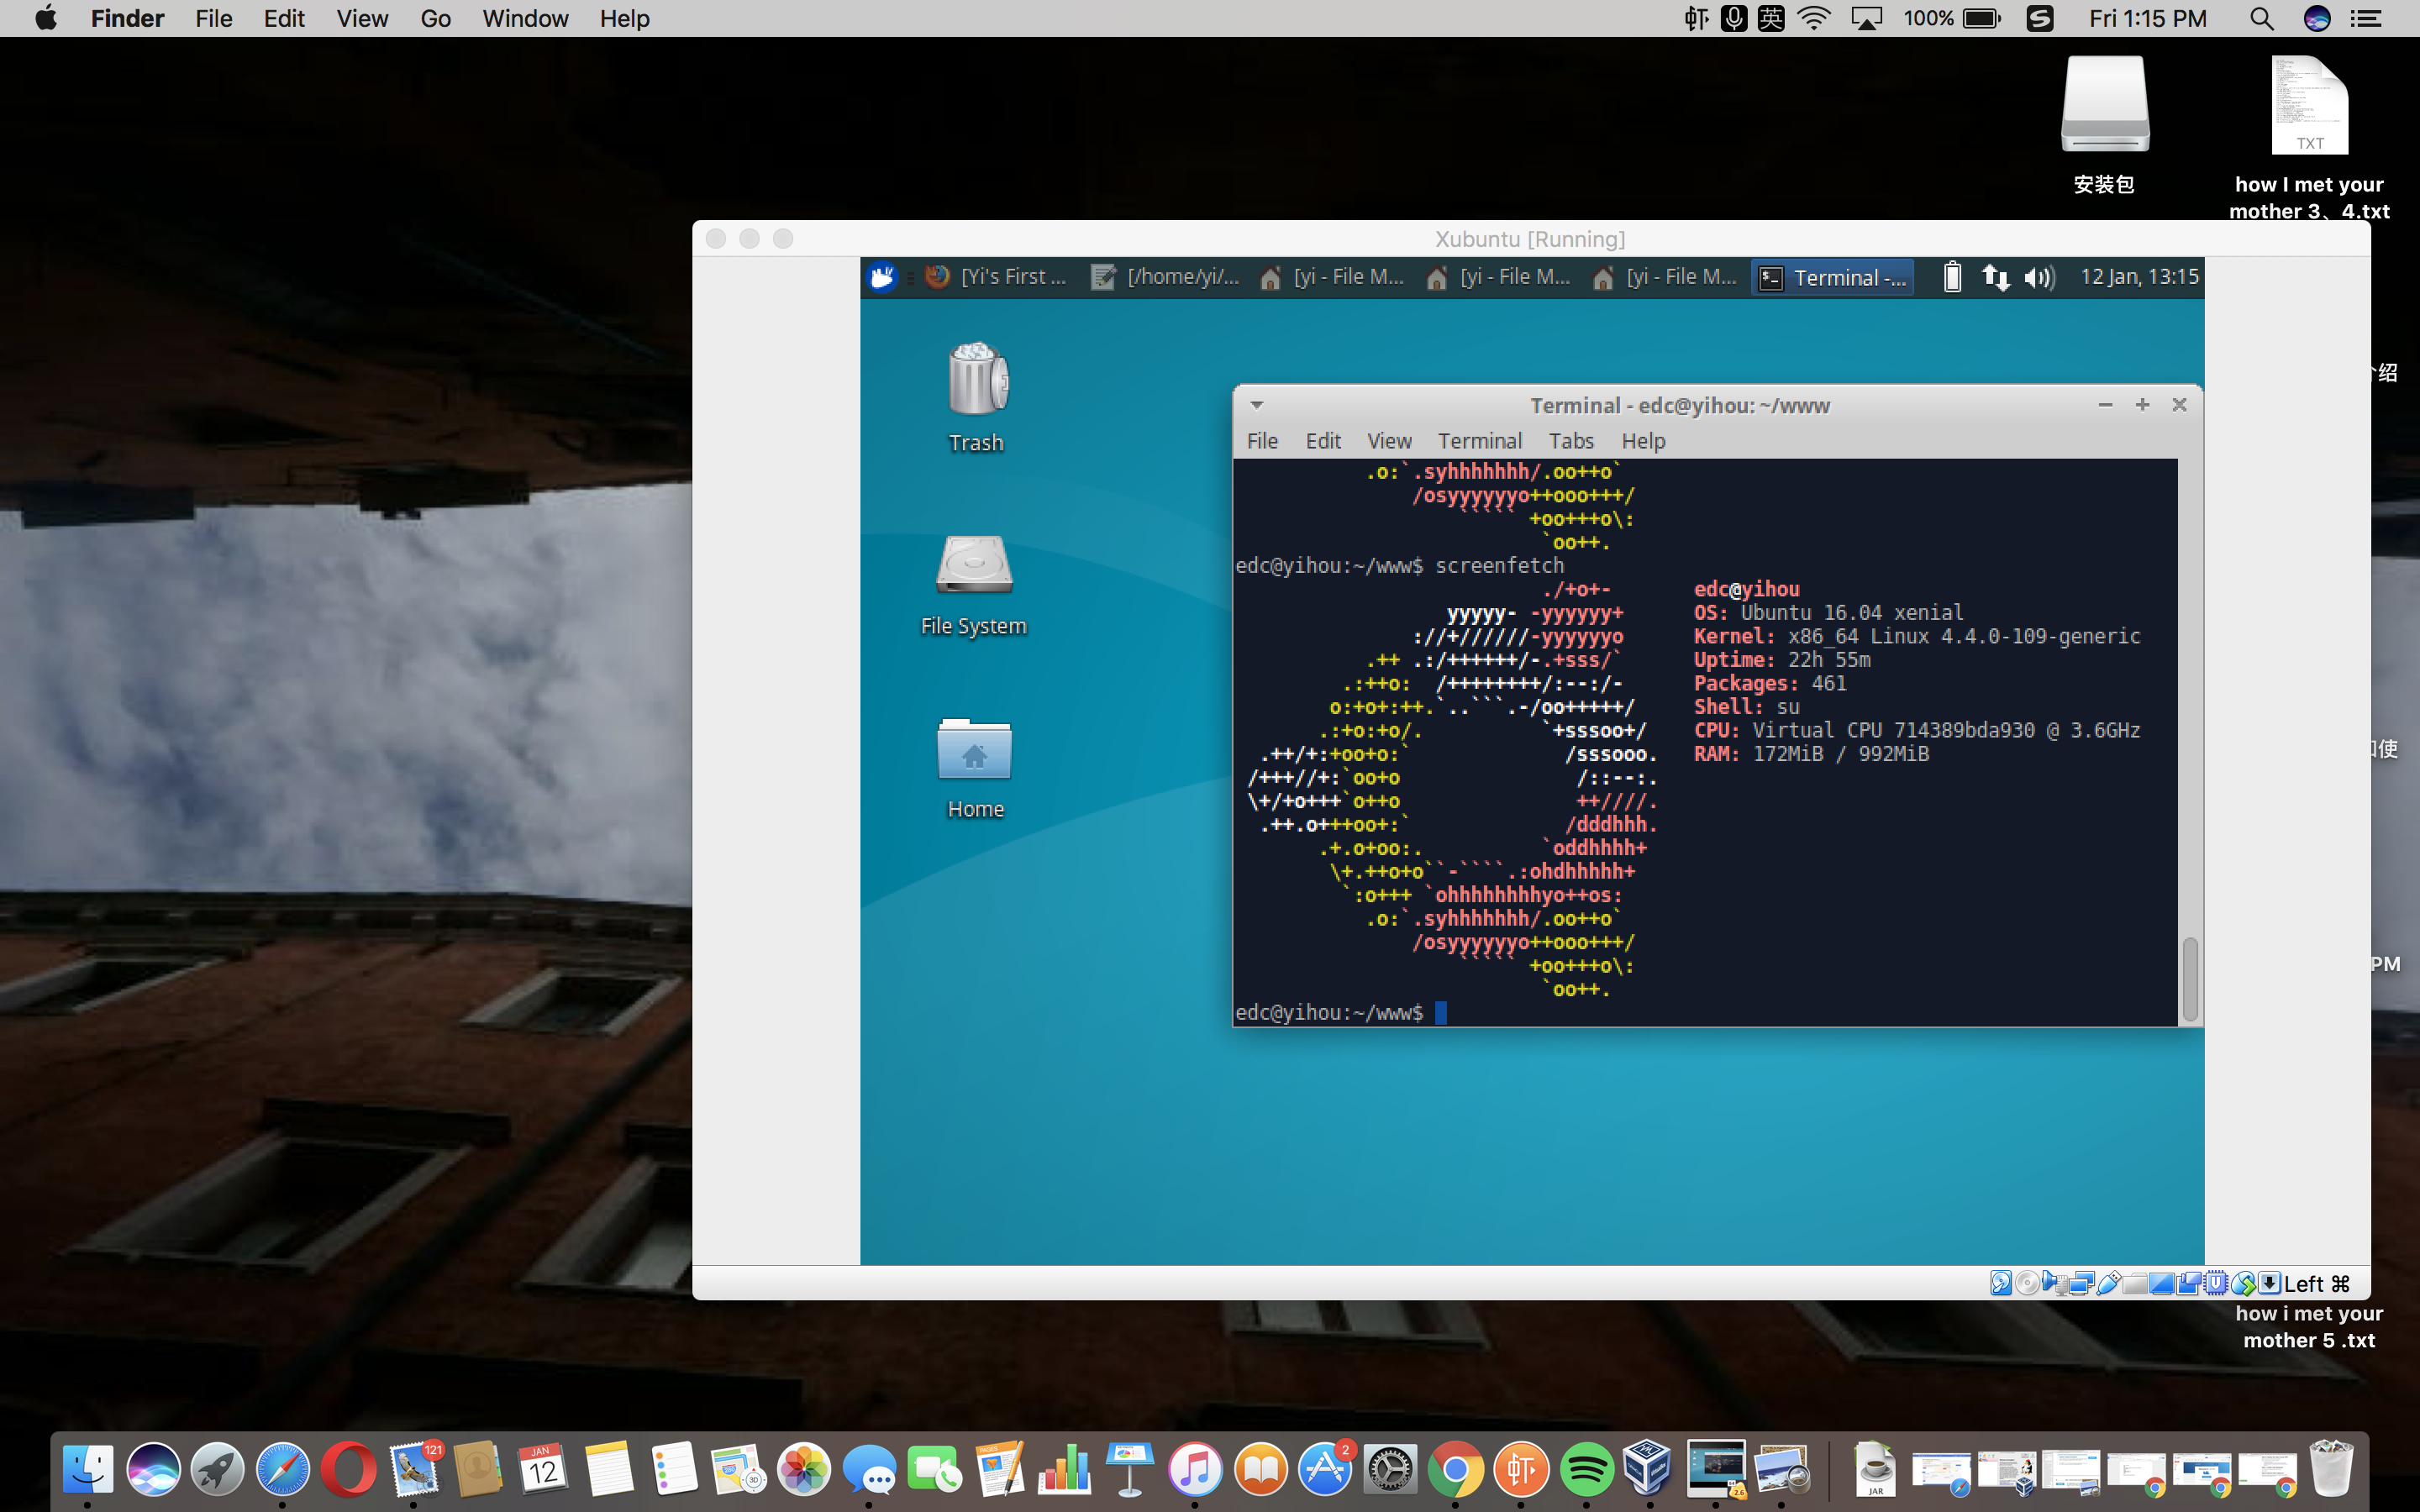 Finder File Edit View Go Window Help 英 100% Fri 1:15 PM
TXT
安装包
how I met your
mother 3、4.txt
Xubuntu [Running]
[Yi's First ... [/home/yi/... [yi - File M... [yi - File M... [yi - File M... Terminal -... 12 Jan, 13:15
绍
Trash
File System
Home
Terminal - edc@yihou: ~/www
File Edit View Terminal Tabs Help
.o:`.syhhhhhhh/.oo++o`
/osyyyyyyo++ooo+++/
````` +oo+++o\:
`oo++.
edc@yihou:~/www$ screenfetch
./+o+- edc@yihou
yyyyy- -yyyyyy+ OS: Ubuntu 16.04 xenial
://+//////-yyyyyyo Kernel: x86_64 Linux 4.4.0-109-generic
.++ .:/++++++/-.+sss/` Uptime: 22h 55m
.:++o: /++++++++/:--:/- Packages: 461
o:+o+:++.`..```.-/oo+++++/ Shell: su
.:+o:+o/. `+sssoo+/ CPU: Virtual CPU 714389bda930 @ 3.6GHz
.++/+:+oo+o:` /sssooo. RAM: 172MiB / 992MiB
/+++//+:`oo+o /::--:.
\+/+o+++`o++o ++////.
.++.o+++oo+:` /dddhhh.
.+.o+oo:. `oddhhhh+
\+.++o+o``-````.:ohdhhhhh+
`:o+++ `ohhhhhhhhyo++os:
.o:`.syhhhhhhh/.oo++o`
/osyyyyyyo++ooo+++/
````` +oo+++o\:
`oo++.
edc@yihou:~/www$
使
PM
Left ⌘
how i met your
mother 5 .txt
121
JAN
12
PAGES
2
JAR